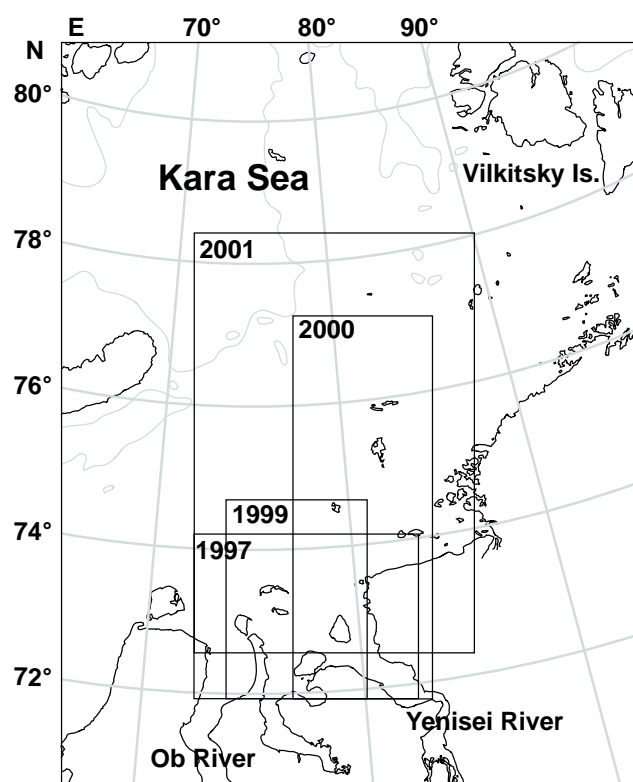 E 70° 80° 90°
N
80°
Kara Sea
Vilkitsky Is.
78°
2001
2000
76°
1999
74°
1997
72°
Yenisei River
Ob River